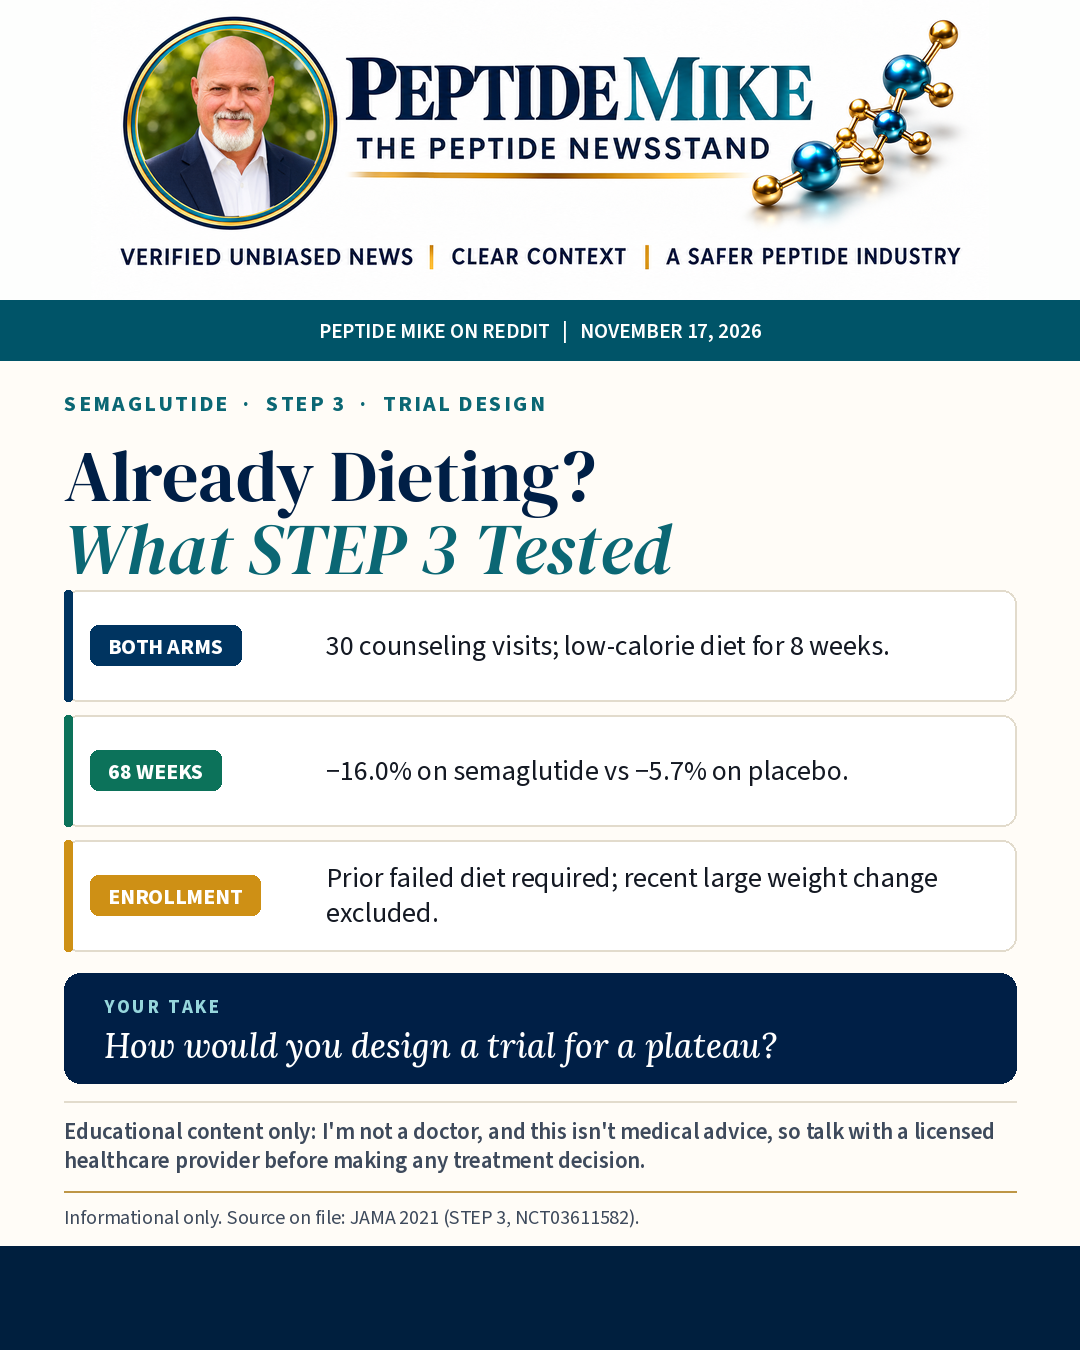 PEPTIDEMIKE
THE PEPTIDE NEWSSTAND
VERIFIED UNBIASED NEWS | CLEAR CONTEXT | A SAFER PEPTIDE INDUSTRY
PEPTIDE MIKE ON REDDIT | NOVEMBER 17, 2026
SEMAGLUTIDE · STEP 3 · TRIAL DESIGN
Already Dieting?
What STEP 3 Tested
BOTH ARMS 30 counseling visits; low-calorie diet for 8 weeks.
68 WEEKS −16.0% on semaglutide vs −5.7% on placebo.
ENROLLMENT Prior failed diet required; recent large weight change
excluded.
YOUR TAKE
How would you design a trial for a plateau?
Educational content only: I'm not a doctor, and this isn't medical advice, so talk with a licensed
healthcare provider before making any treatment decision.
Informational only. Source on file: JAMA 2021 (STEP 3, NCT03611582).